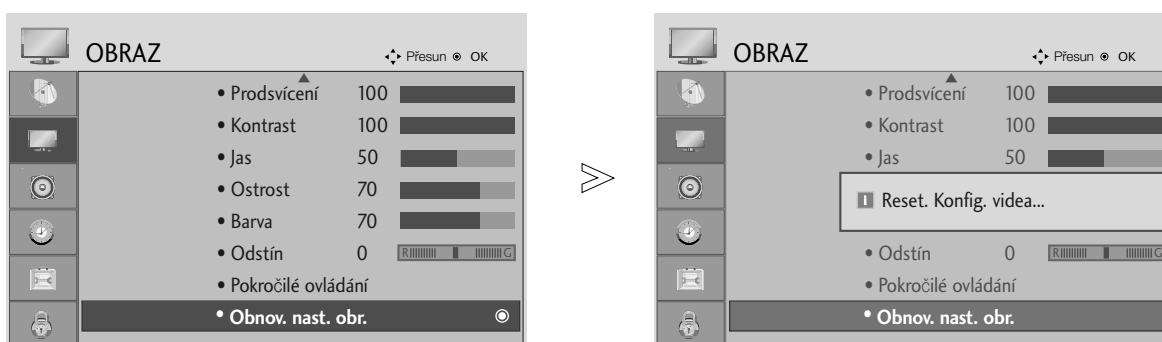 OBRAZ
Přesun OK
• Prodsvícení 100
• Kontrast 100
• Jas 50
• Ostrost 70
• Barva 70
• Odstín 0 R G
• Pokročilé ovládání
• Obnov. nast. obr.
OBRAZ
Přesun OK
• Prodsvícení 100
• Kontrast 100
• Jas 50
i Reset. Konfig. videa...
• Odstín 0 R G
• Pokročilé ovládání
• Obnov. nast. obr.